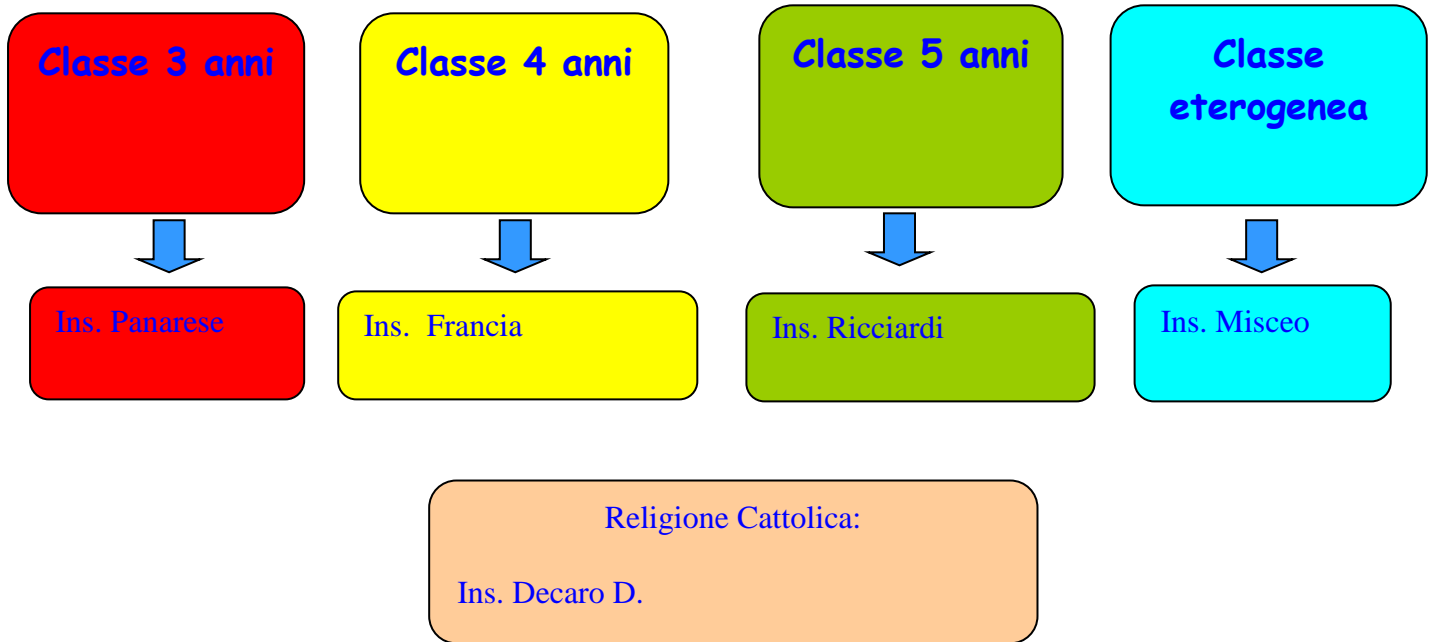 Classe 3 anni
Classe 4 anni
Classe 5 anni
Classe
eterogenea
Ins. Panarese
Ins. Francia
Ins. Ricciardi
Ins. Misceo
Religione Cattolica:
Ins. Decaro D.